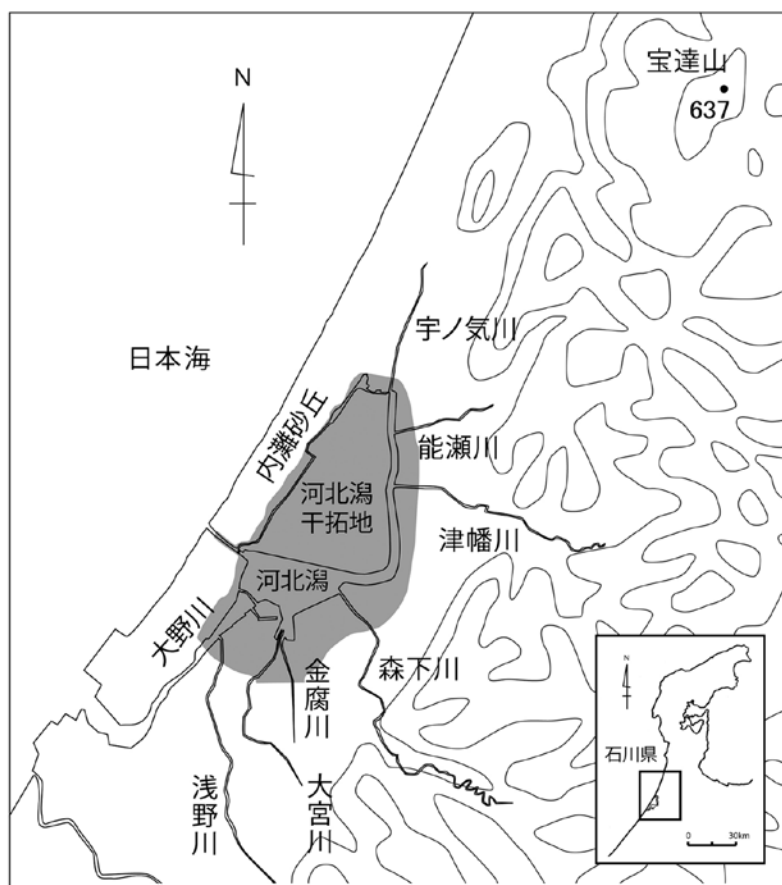 宝達山
637
N
宇ノ気川
日本海
内灘砂丘
能瀬川
河北潟
干拓地
津幡川
河北潟
大野川
金腐川
森下川
浅野川
大宮川
N
石川県
0
30km